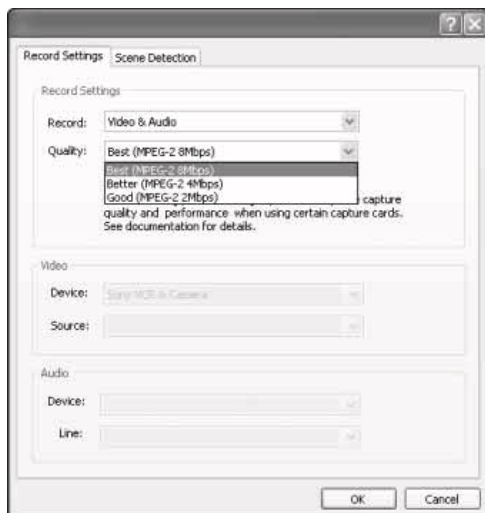 Record Settings
Scene Detection
Record Settings
Record: Video & Audio
Quality: Best (MPEG-2 8Mbps)
Best (MPEG-2 8Mbps)
Better (MPEG-2 4Mbps)
Good (MPEG-2 2Mbps)
capture
quality and performance when using certain capture cards.
See documentation for details.
Video
Device: Sony VCR & Camera
Source:
Audio
Device:
Line:
OK
Cancel